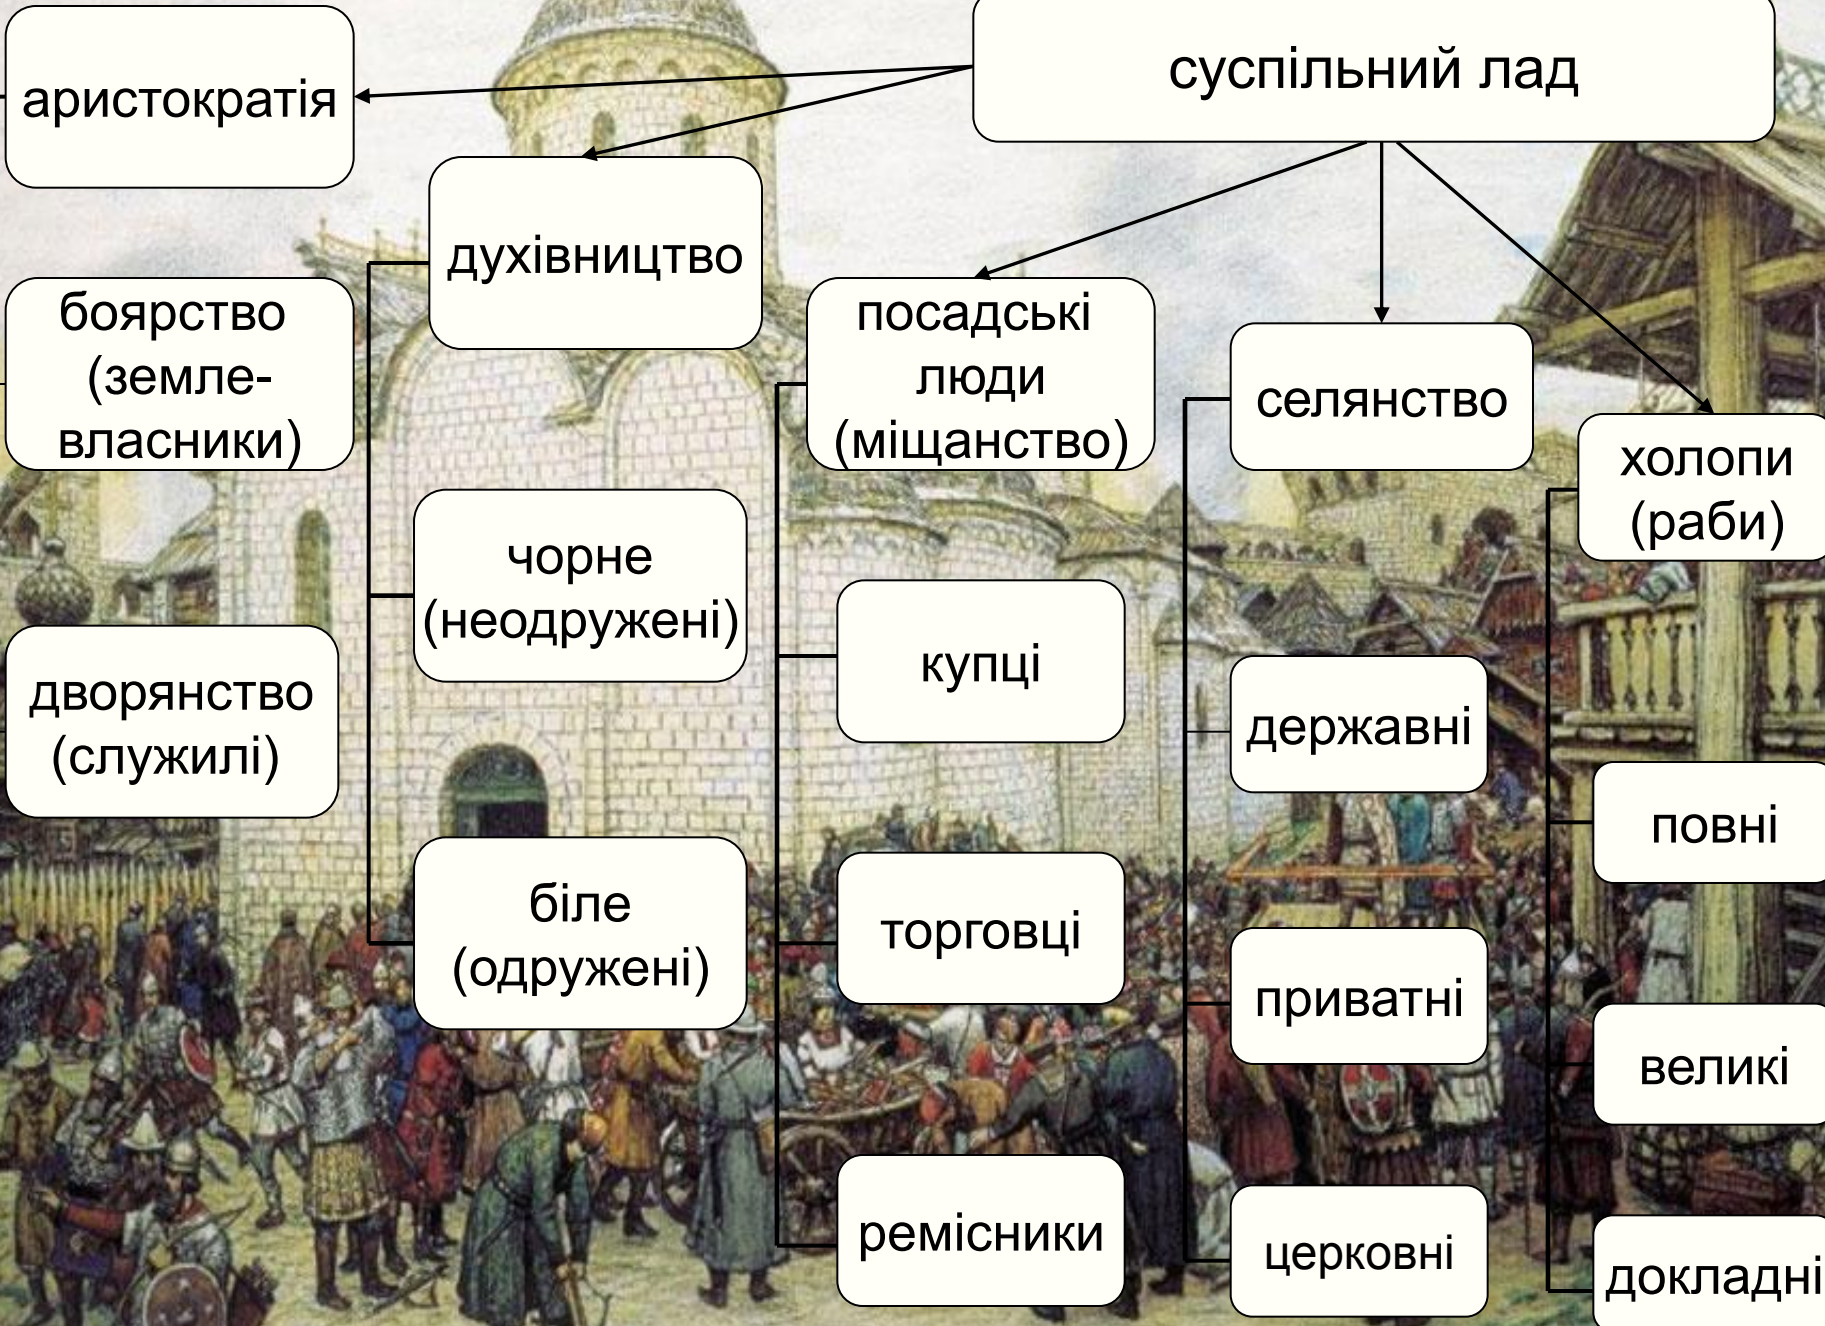 суспільний лад
аристократія
боярство
(земле-
власники)
дворянство
(служилі)
духівництво
чорне
(неодружені)
біле
(одружені)
посадські
люди
(міщанство)
купці
торговці
ремісники
селянство
державні
приватні
церковні
холопи
(раби)
повні
великі
докладні